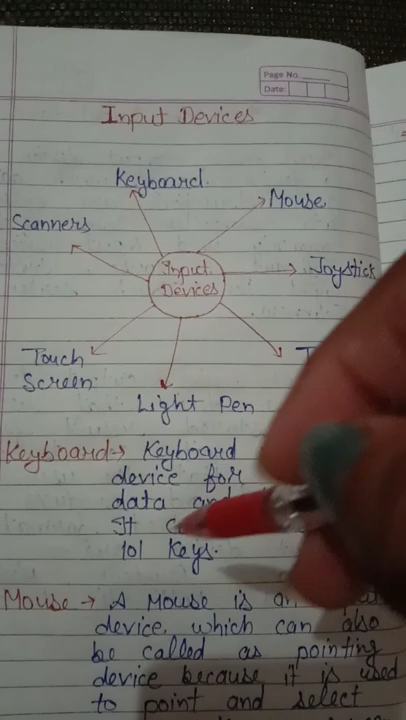 Page No.
Date:
Input Devices
Keyboard.
Mouse
Scanners
Input
Devices
Joystick
Touch
Screen
Light Pen
Keyboard → Keyboard
device for
data and
It
101 Keys.
Mouse → A Mouse is an
device which can also
be called as pointing
device because it is used
to point and select